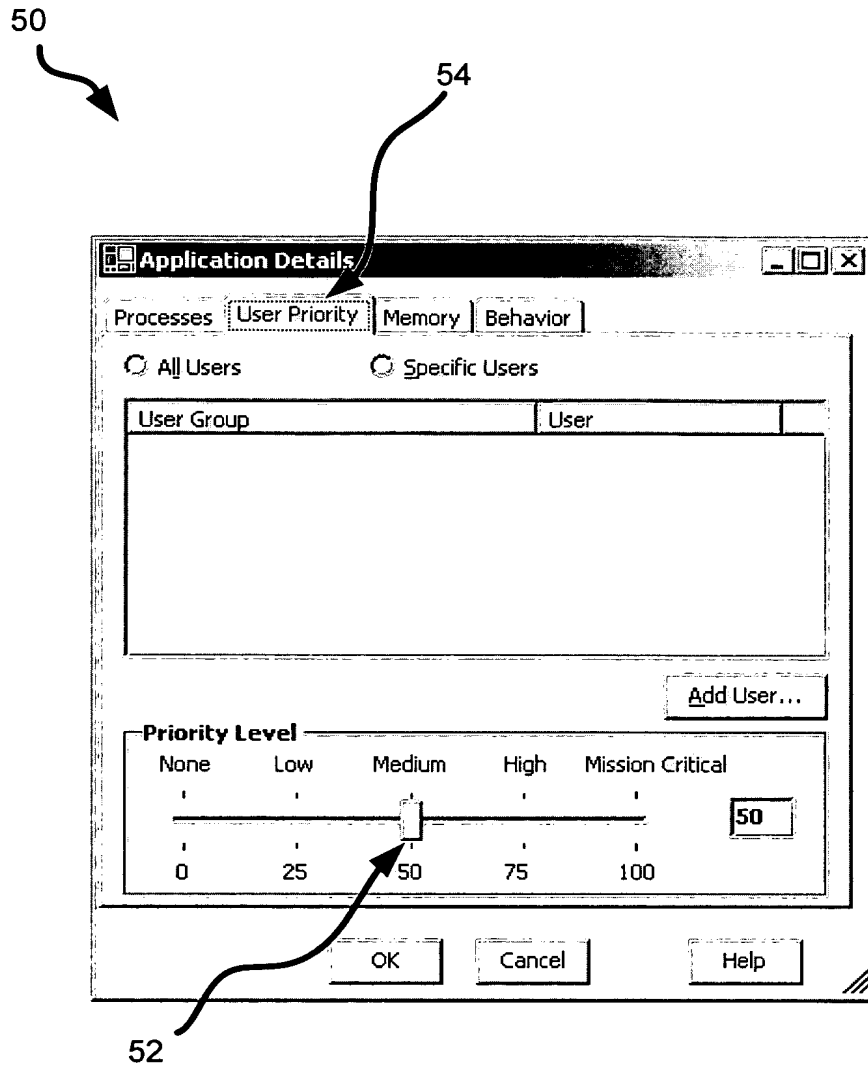 50
54
Application Details
Processes User Priority Memory Behavior
All Users Specific Users
User Group User
Add User...
Priority Level
None Low Medium High Mission Critical
50
0 25 50 75 100
OK Cancel Help
52